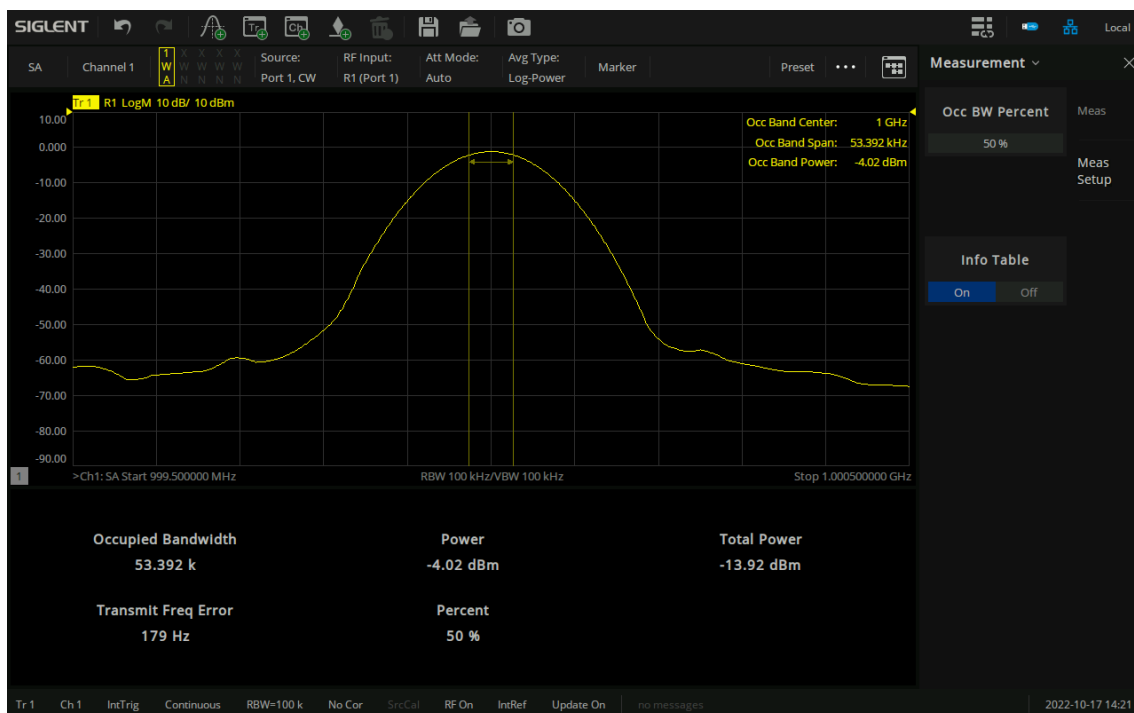 SIGLENT Tr Ch Local
SA Channel 1 1 X X X X Source: RF Input: Att Mode: Avg Type: Marker Preset ••• Measurement
W W W W W Port 1, CW R1 (Port 1) Auto Log-Power
A N N N N
Tr 1 R1 LogM 10 dB/ 10 dBm
10.00
0.000
-10.00
-20.00
-30.00
-40.00
-50.00
-60.00
-70.00
-80.00
-90.00
Occ Band Center: 1 GHz
Occ Band Span: 53.392 kHz
Occ Band Power: -4.02 dBm
1 >Ch1: SA Start 999.500000 MHz RBW 100 kHz/VBW 100 kHz Stop 1.000500000 GHz
Occ BW Percent
50 %
Meas
Meas
Setup
Info Table
On Off
Occupied Bandwidth Power Total Power
53.392 k -4.02 dBm -13.92 dBm
Transmit Freq Error Percent
179 Hz 50 %
Tr 1 Ch 1 IntTrig Continuous RBW=100 k No Cor SrcCal RF On IntRef Update On no messages 2022-10-17 14:21